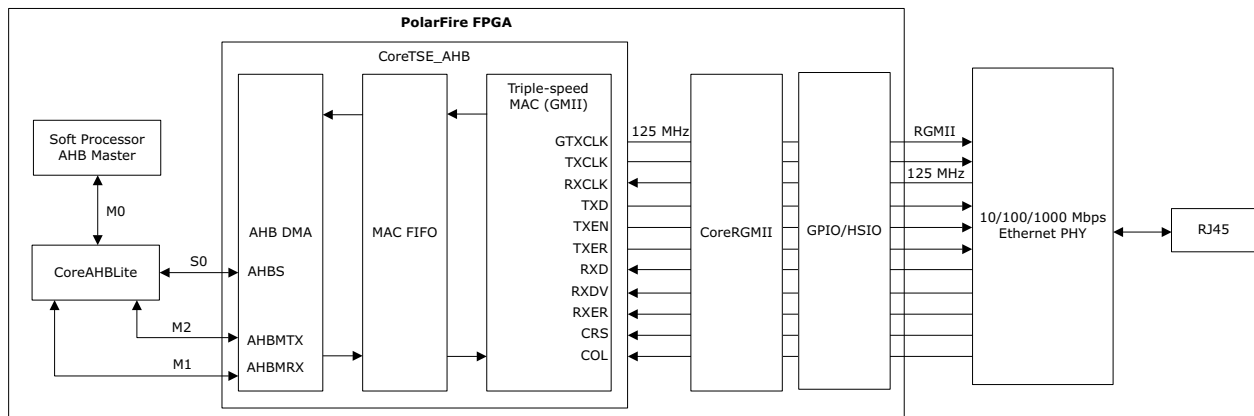 PolarFire FPGA
CoreTSE_AHB
Soft Processor
AHB Master
M0
CoreAHBLite
S0
M2
M1
AHB DMA
AHBS
AHBMTX
AHBMRX
MAC FIFO
Triple-speed
MAC (GMII)
GTXCLK
TXCLK
RXCLK
TXD
TXEN
TXER
RXD
RXDV
RXER
CRS
COL
125 MHz
CoreRGMII
GPIO/HSIO
RGMII
125 MHz
10/100/1000 Mbps
Ethernet PHY
RJ45